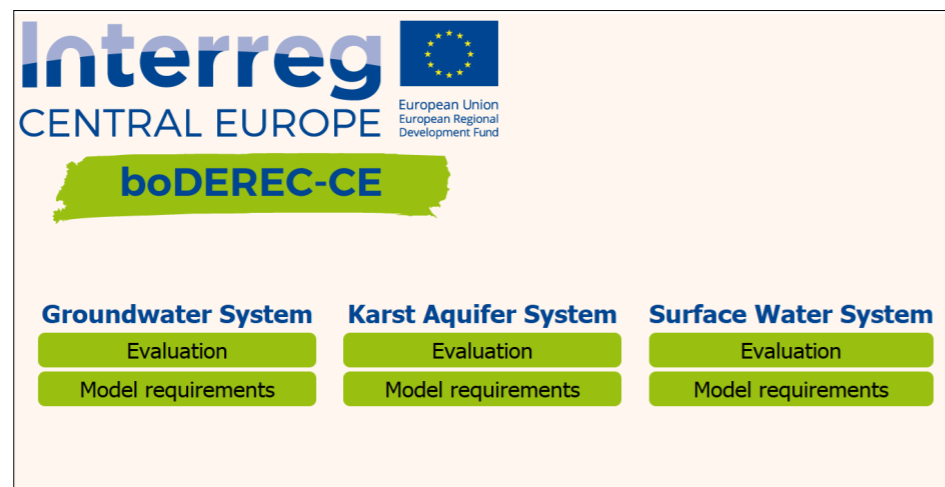 Interreg
CENTRAL EUROPE
European Union
European Regional
Development Fund
boDEREC-CE
Groundwater System
Karst Aquifer System
Surface Water System
Evaluation
Evaluation
Evaluation
Model requirements
Model requirements
Model requirements